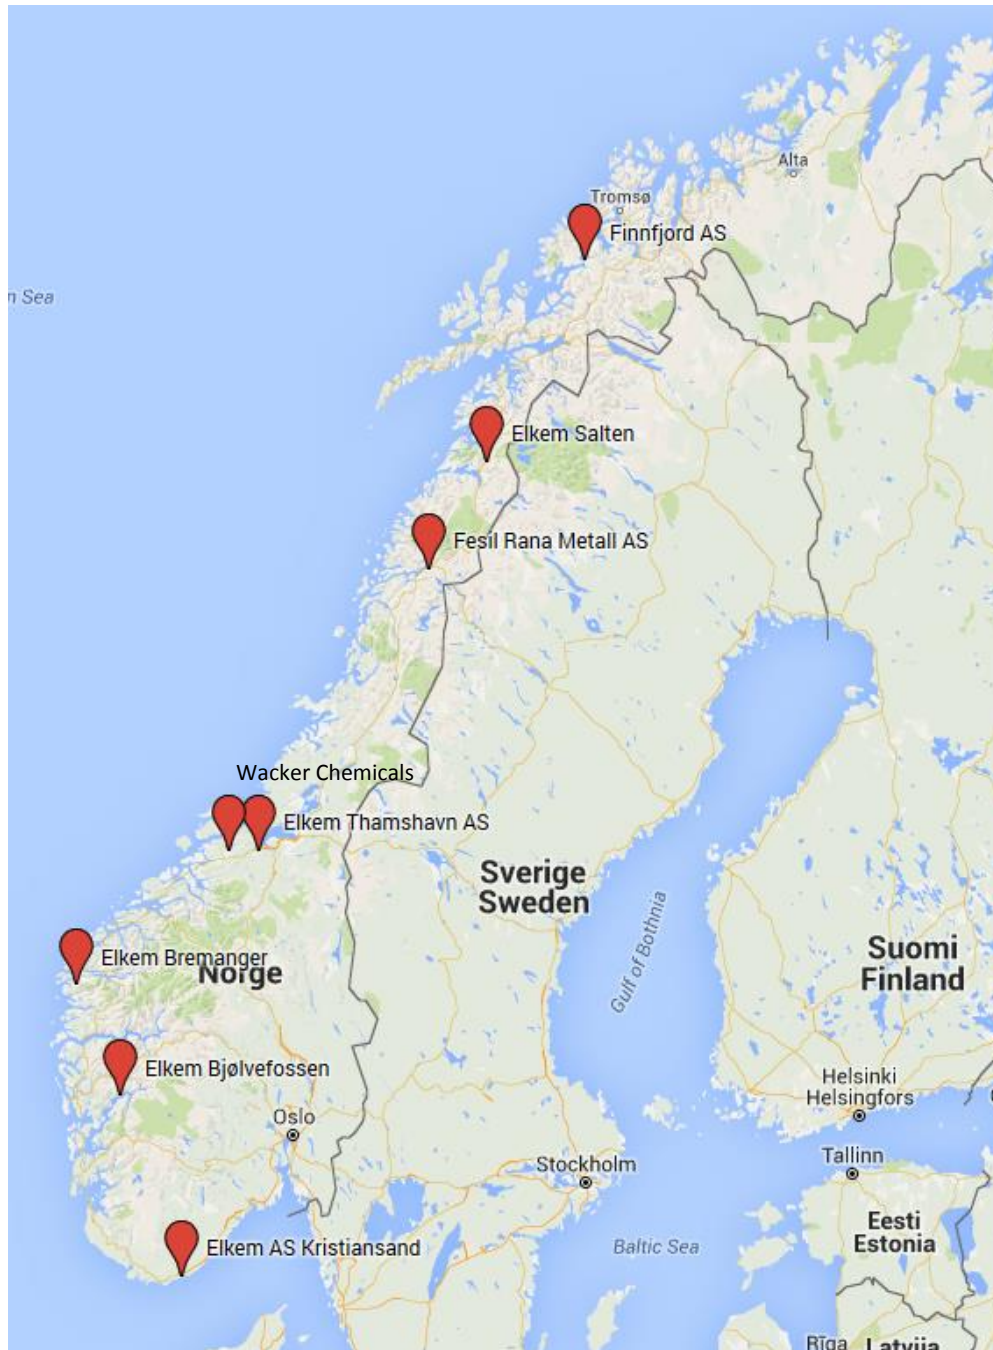 Alta
Tromsø
Finnfjord AS
n Sea
Elkem Salten
Fesil Rana Metall AS
Wacker Chemicals
Elkem Thamshavn AS
Sverige
Sweden
Gulf of Bothnia
Suomi
Finland
Elkem Bremanger
Norge
Elkem Bjølvefossen
Helsinki
Helsingfors
Oslo
Tallinn
Stockholm
Eesti
Estonia
Elkem AS Kristiansand
Baltic Sea
Rīga
Latvija